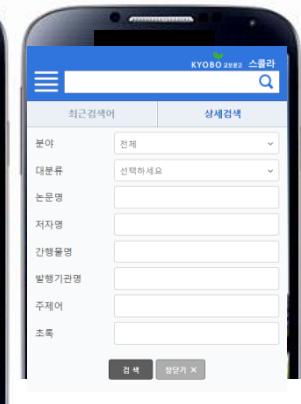 KYOBO 교보문고 스콜라
최근검색어 상세검색
분야 전체
대분류 선택하세요
논문명
저자명
간행물명
발행기관명
주제어
초록
검색 창닫기 ×